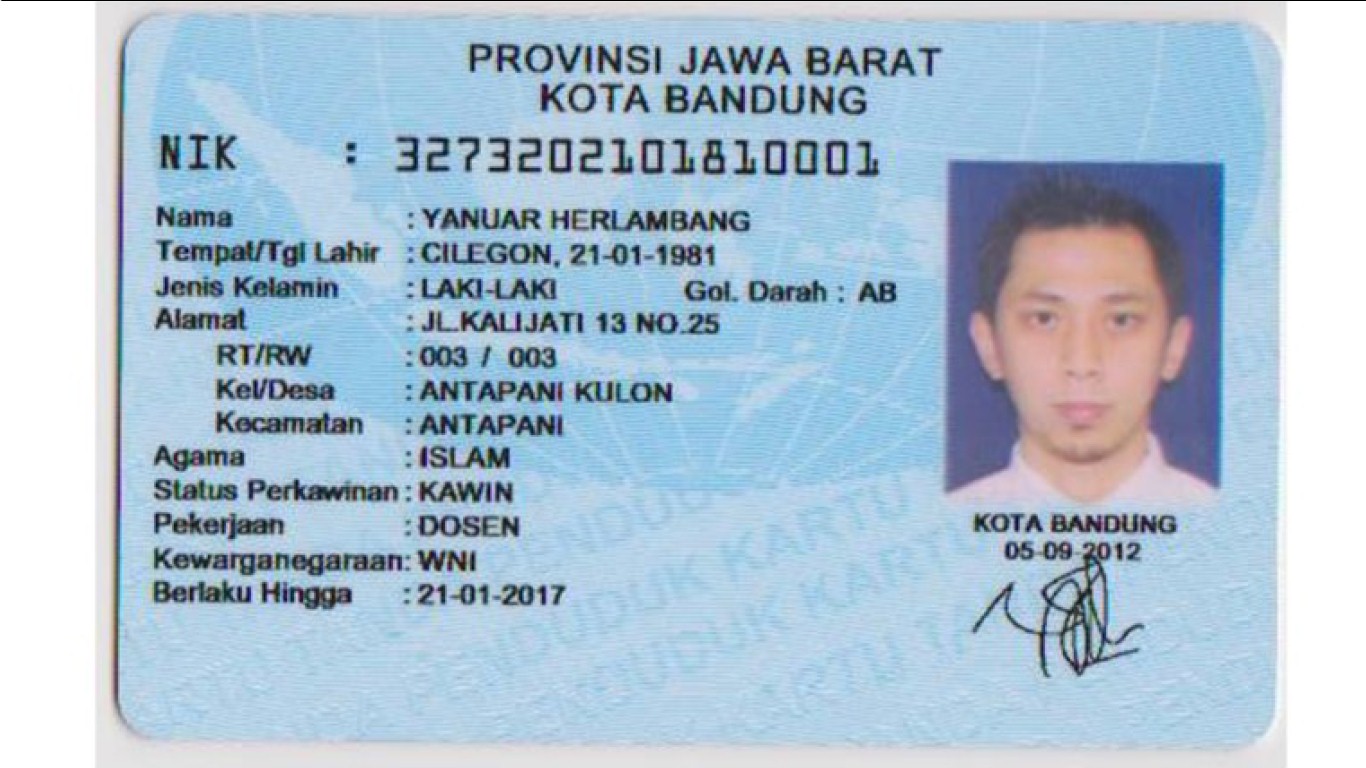 PROVINSI JAWA BARAT
KOTA BANDUNG
NIK : 3273202101810001
Nama : YANUAR HERLAMBANG
Tempat/Tgl Lahir : CILEGON, 21-01-1981
Jenis Kelamin : LAKI-LAKI Gol. Darah : AB
Alamat : JL.KALIJATI 13 NO.25
RT/RW : 003 / 003
Kel/Desa : ANTAPANI KULON
Kecamatan : ANTAPANI
Agama : ISLAM
Status Perkawinan : KAWIN
Pekerjaan : DOSEN
Kewarganegaraan : WNI
Berlaku Hingga : 21-01-2017
KOTA BANDUNG
05-09-2012